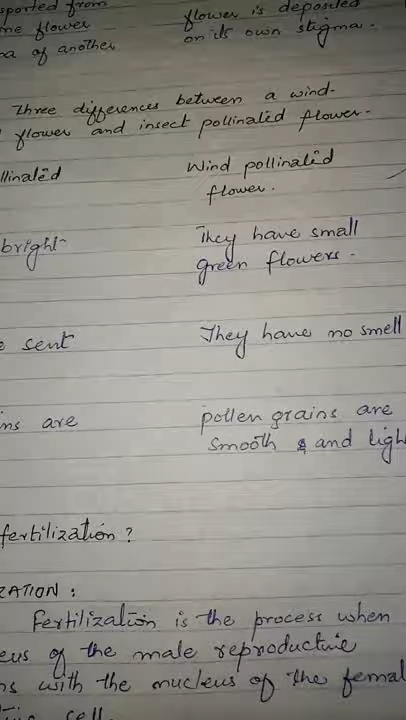 sported from flower is deposited
ne flower on its own stigma.
a of another
Three differences between a wind-
flower and insect pollinated flower.
llinated Wind pollinated
flower.
bright They have small
green flowers.
e sent They have no smell
ins are pollen grains are
smooth and ligh
fertilization?
ZATION:
Fertilization is the process when
eus of the male reproductive
ns with the nucleus of the femal
cell.